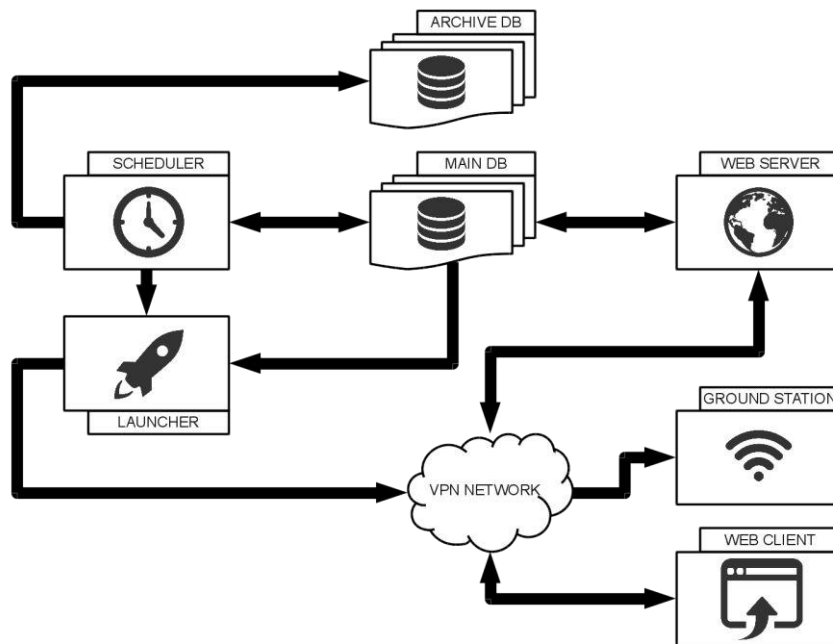 ARCHIVE DB
SCHEDULER
MAIN DB
WEB SERVER
LAUNCHER
GROUND STATION
VPN NETWORK
WEB CLIENT